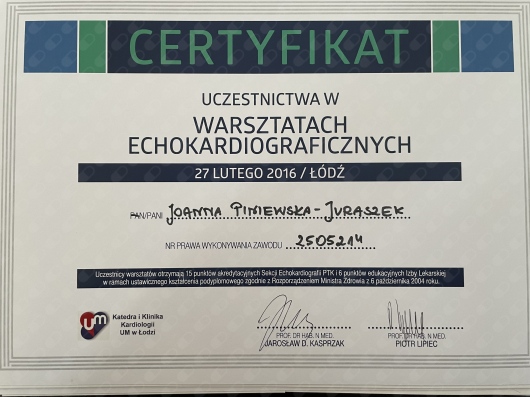 CERTYFIKAT
UCZESTNICTWA W
WARSZTATACH
ECHOKARDIOGRAFICZNYCH
27 LUTEGO 2016 / ŁÓDŹ
PAN/PANI JOANNA PINIEWSKA-JURASZEK
NR PRAWA WYKONYWANIA ZAWODU 2505214
Uczestnicy warsztatów otrzymają 15 punktów akredytacyjnych Sekcji Echokardiografii PTK i 6 punktów edukacyjnych Izby Lekarskiej
w ramach ustawicznego kształcenia podyplomowego zgodnie z Rozporządzeniem Ministra Zdrowia z 6 października 2004 roku.
um
Katedra i Klinika
Kardiologii
UM w Łodzi
PROF. DR HAB. N MED.
JAROSŁAW D. KASPRZAK
PROF. DR HAB. N MED.
PIOTR LIPIEC